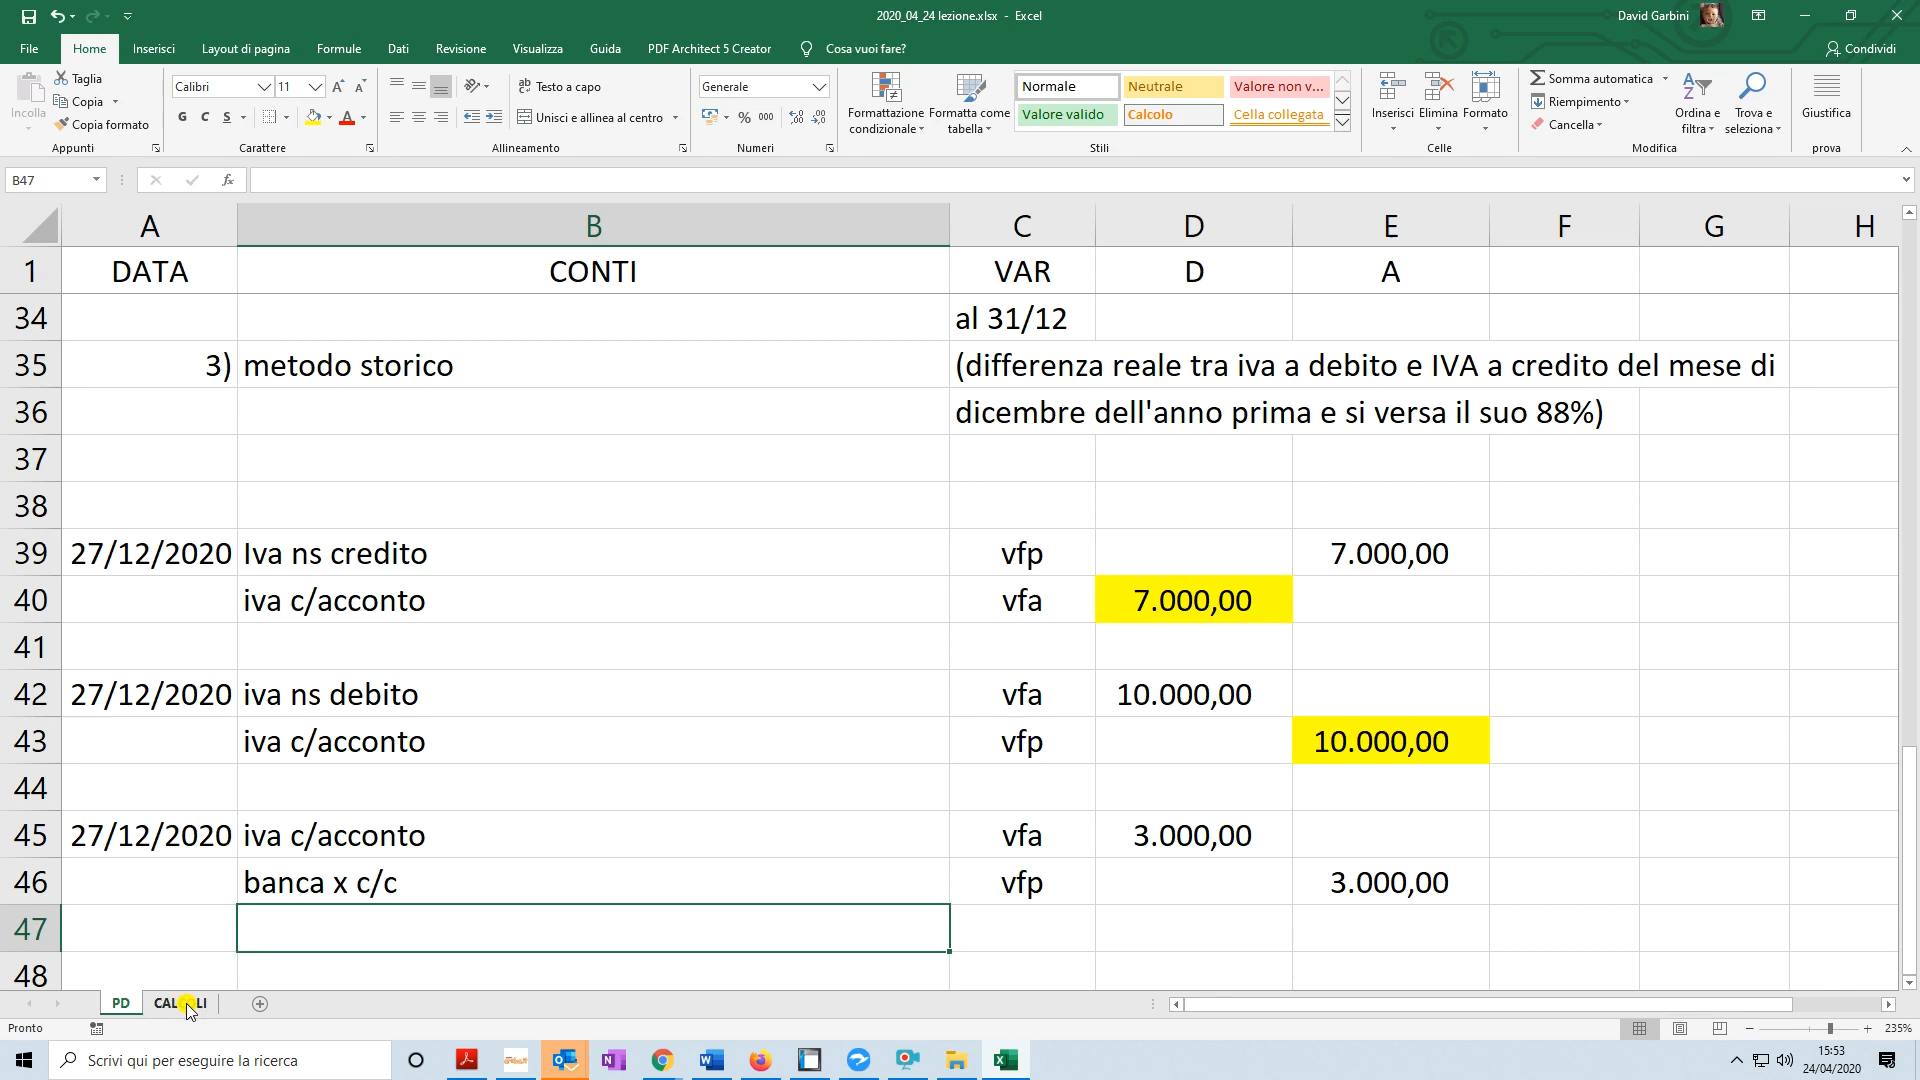 2020_04_24 lezione.xlsx - Excel
David Garbini
File Home Inserisci Layout di pagina Formule Dati Revisione Visualizza Guida PDF Architect 5 Creator Cosa vuoi fare? Condividi
Incolla
Taglia
Copia
Copia formato
Appunti
Calibri 11
G C S
Carattere
Testo a capo
Unisci e allinea al centro
Allineamento
Generale
% 000
Numeri
Formattazione condizionale
Formatta come tabella
Normale Neutrale Valore non v...
Valore valido Calcolo Cella collegata
Stili
Inserisci Elimina Formato
Celle
Somma automatica
Riempimento
Cancella
Ordina e filtra
Trova e seleziona
Modifica
Giustifica
prova
B47 fx
A B C D E F G H
1 DATA CONTI VAR D A
34 al 31/12
35 3) metodo storico (differenza reale tra iva a debito e IVA a credito del mese di
36 dicembre dell'anno prima e si versa il suo 88%)
37
38
39 27/12/2020 Iva ns credito vfp 7.000,00
40 iva c/acconto vfa 7.000,00
41
42 27/12/2020 iva ns debito vfa 10.000,00
43 iva c/acconto vfp 10.000,00
44
45 27/12/2020 iva c/acconto vfa 3.000,00
46 banca x c/c vfp 3.000,00
47
48
PD
Pronto 235%
Scrivi qui per eseguire la ricerca
15:53
24/04/2020